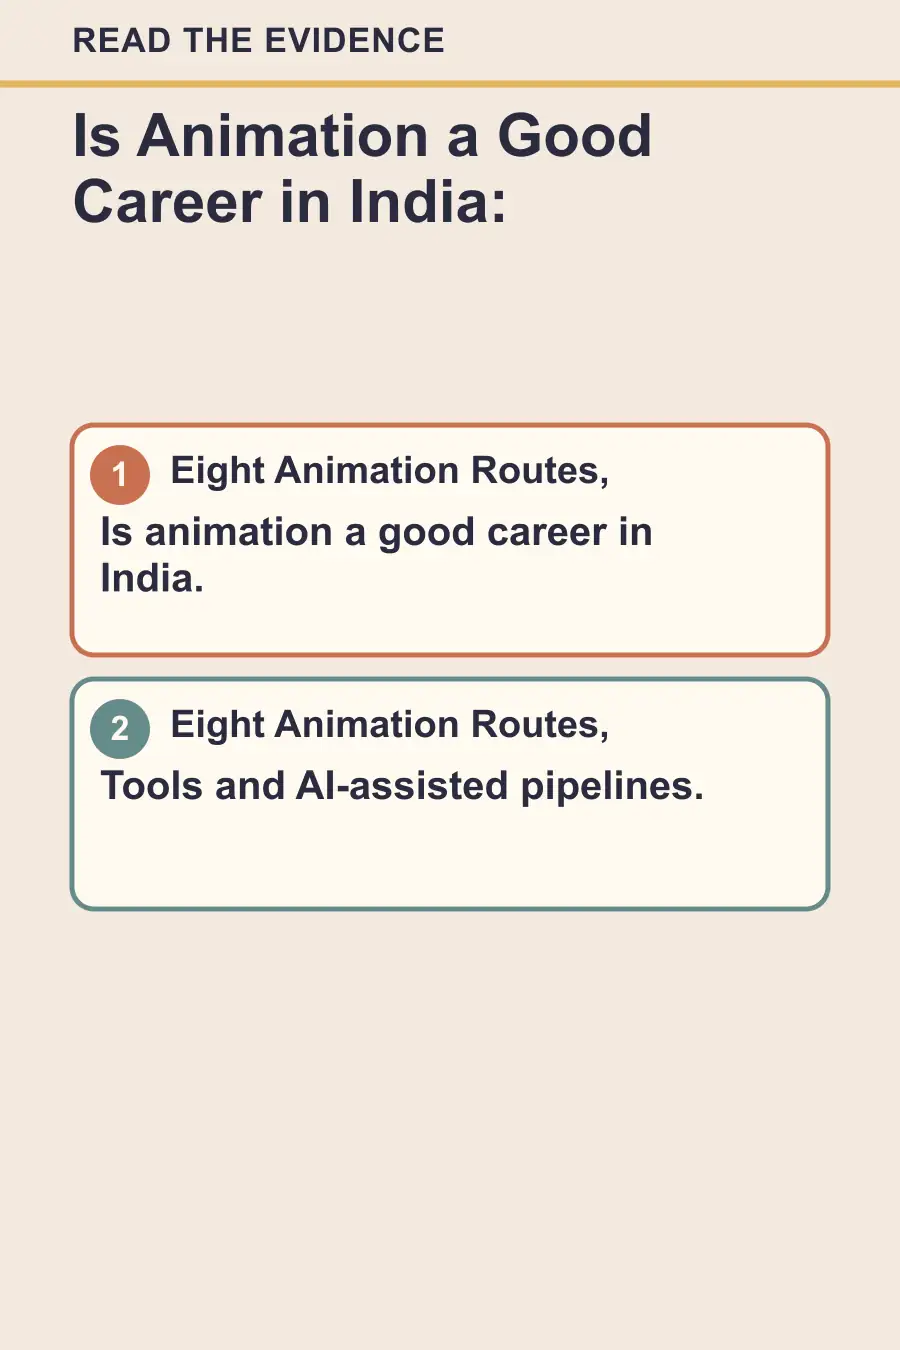 READ THE EVIDENCE
Is Animation a Good
Career in India:
1 Eight Animation Routes,
Is animation a good career in
India.
2 Eight Animation Routes,
Tools and AI-assisted pipelines.